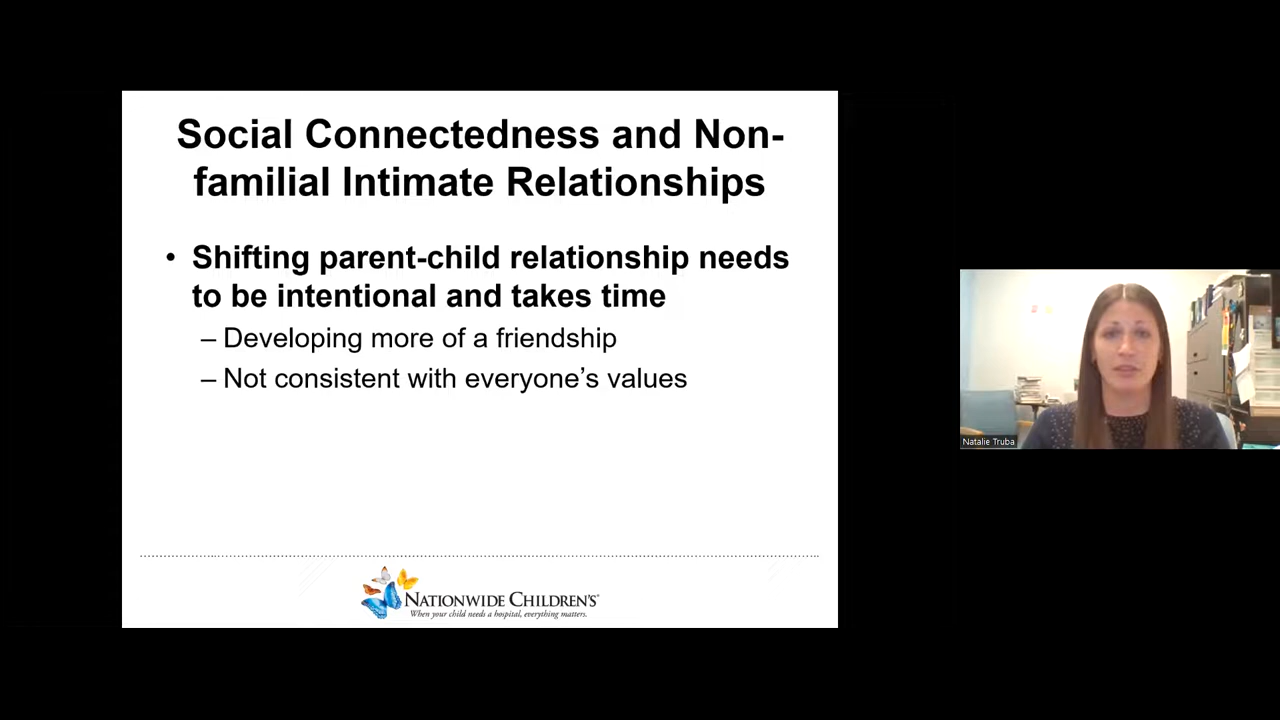 Social Connectedness and Non-
familial Intimate Relationships
• Shifting parent-child relationship needs
to be intentional and takes time
– Developing more of a friendship
– Not consistent with everyone’s values
NATIONWIDE CHILDREN'S®
When your child needs a hospital, everything matters.
Natalie Truba